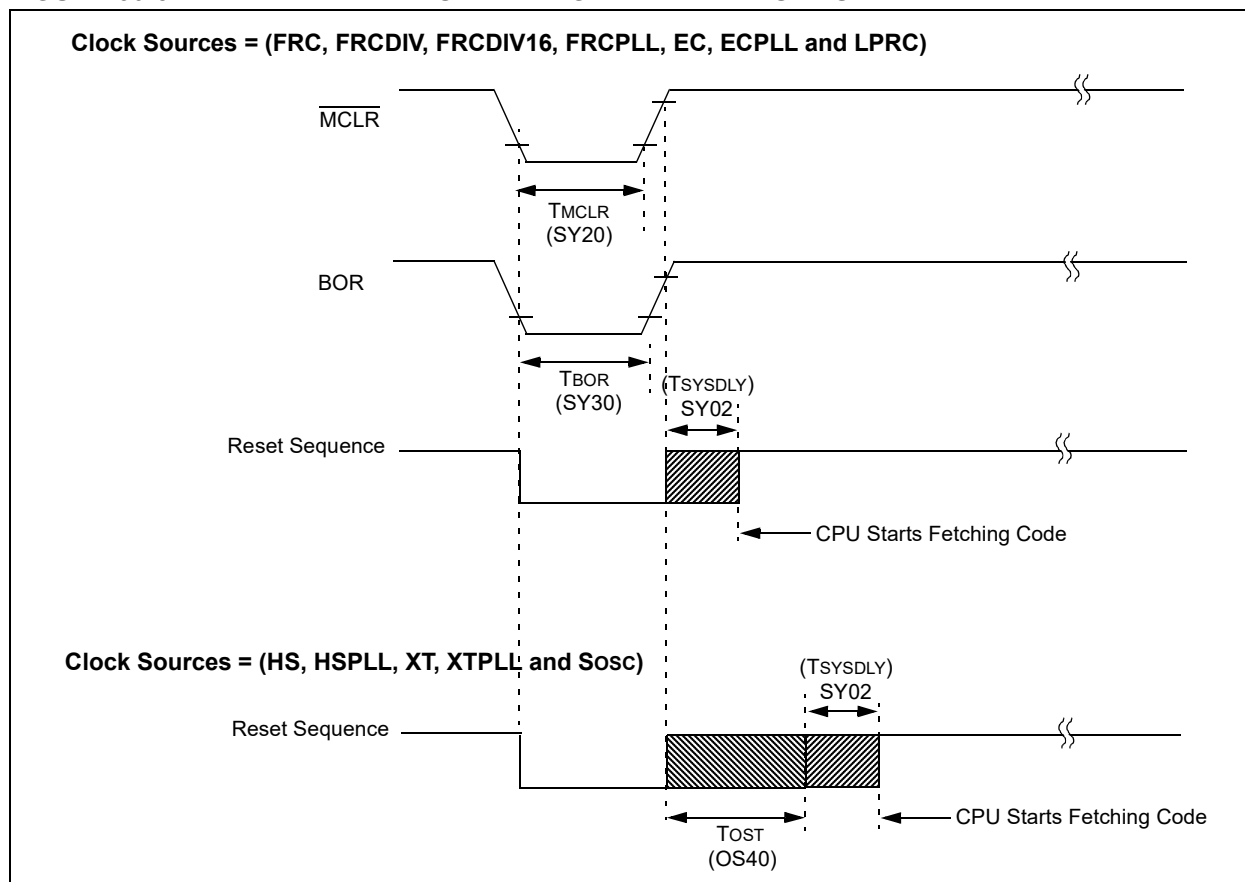 Clock Sources = (FRC, FRCDIV, FRCDIV16, FRCPLL, EC, ECPLL and LPRC)
MCLR
TMCLR
(SY20)
BOR
TBOR
(SY30)
(TSYSDLY)
SY02
Reset Sequence
CPU Starts Fetching Code
Clock Sources = (HS, HSPLL, XT, XTPLL and SOSC)
(TSYSDLY)
SY02
Reset Sequence
CPU Starts Fetching Code
TOST
(OS40)